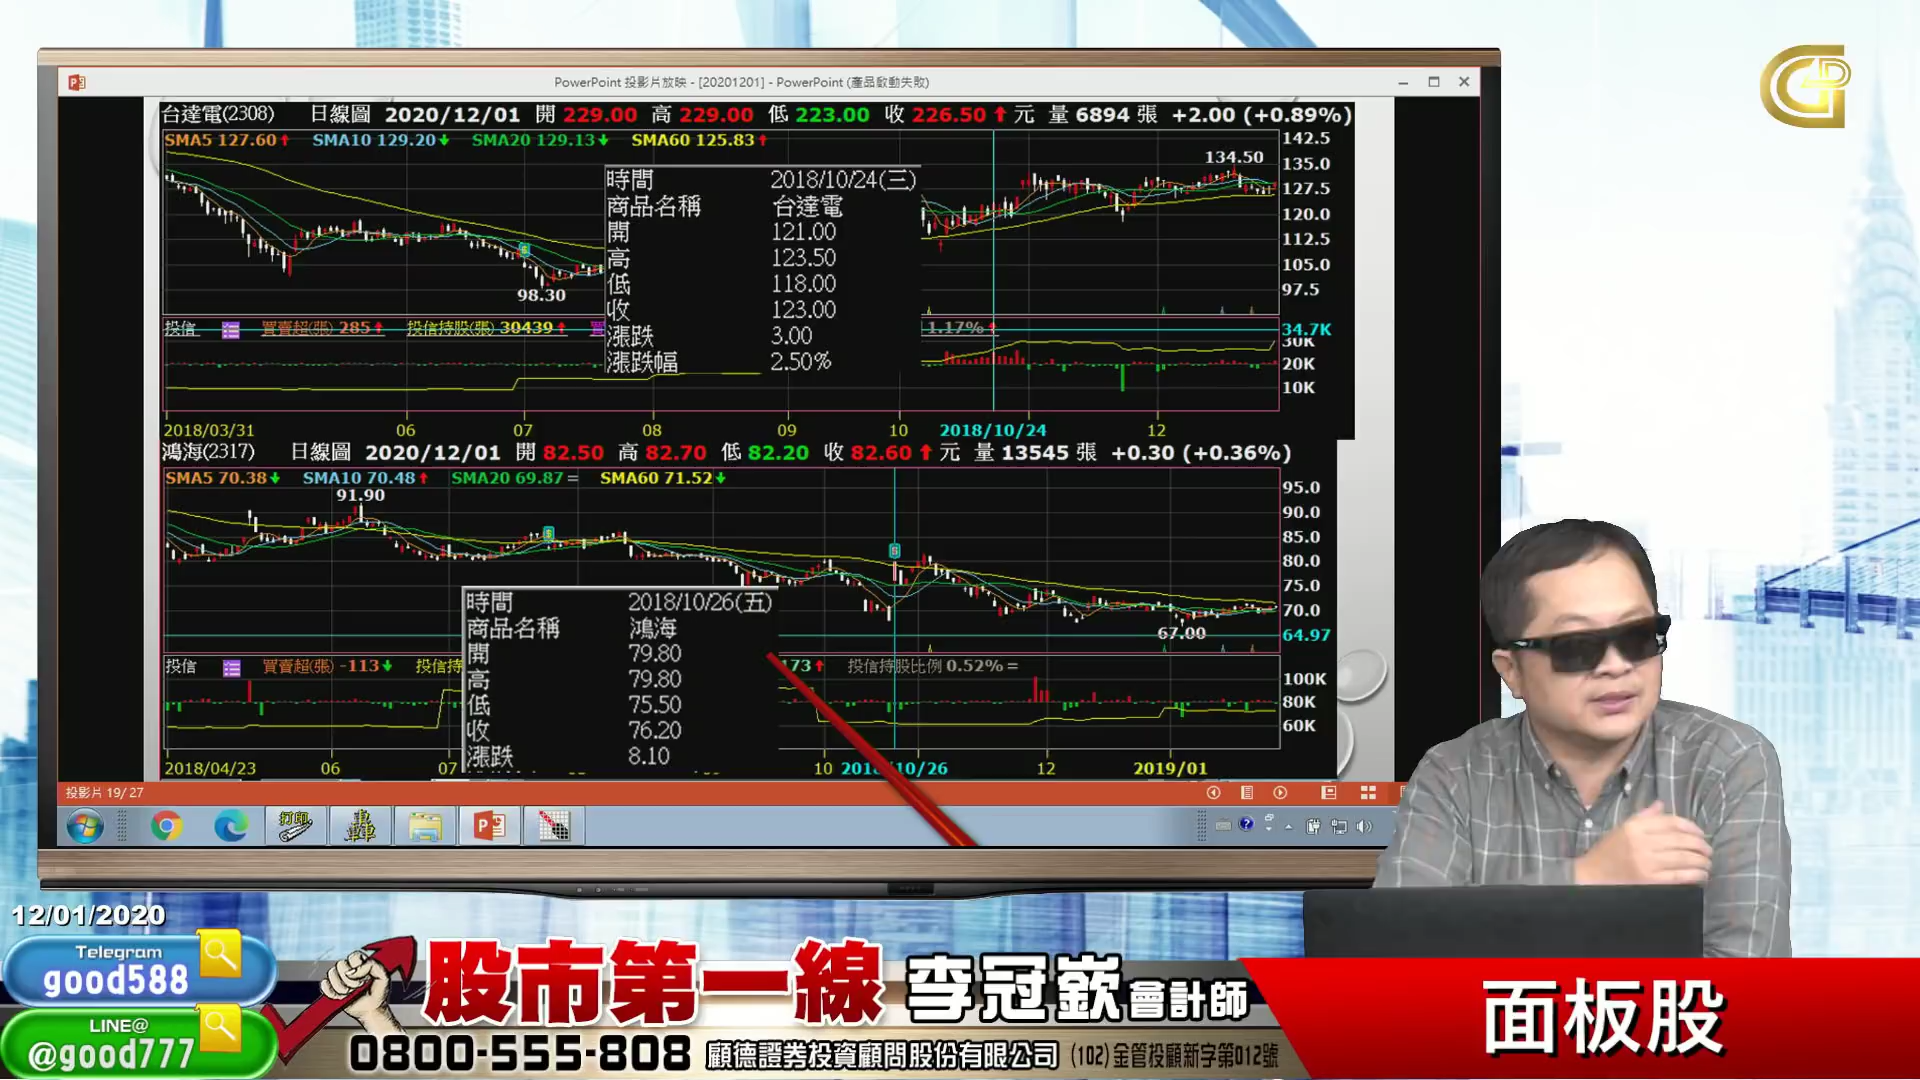 PowerPoint 投影片放映 - [20201201] - PowerPoint (產品啟動失敗)
台達電(2308) 日線圖 2020/12/01 開 229.00 高 229.00 低 223.00 收 226.50 ↑ 元 量 6894 張 +2.00 (+0.89%)
SMA5 127.60↑ SMA10 129.20↓ SMA20 129.13↓ SMA60 125.83↑
142.5
134.50
135.0
127.5
120.0
112.5
105.0
97.5
98.30
時間 2018/10/24(三)
商品名稱 台達電
開 121.00
高 123.50
低 118.00
收 123.00
漲跌 3.00
漲跌幅 2.50%
投信 買賣超(張) 285↑ 投信持股(張) 30439↑ 買 1.17%↑
34.7K
30K
20K
10K
2018/03/31 06 07 08 09 10 2018/10/24 12
鴻海(2317) 日線圖 2020/12/01 開 82.50 高 82.70 低 82.20 收 82.60 ↑ 元 量 13545 張 +0.30 (+0.36%)
SMA5 70.38↓ SMA10 70.48↑ SMA20 69.87= SMA60 71.52↓
91.90
95.0
90.0
85.0
80.0
75.0
70.0
64.97
67.00
時間 2018/10/26(五)
商品名稱 鴻海
開 79.80
高 79.80
低 75.50
收 76.20
漲跌 8.10
投信 買賣超(張) -113↓ 投信持 173↑ 投信持股比例 0.52% =
100K
80K
60K
2018/04/23 06 07 10 2018/10/26 12 2019/01
投影片 19/27
打印
12/01/2020
Telegram
good588
LINE@
@good777
股市第一線 李冠嶔 會計師
0800-555-808 顧德證券投資顧問股份有限公司 (102)金管投顧新字第012號
面板股